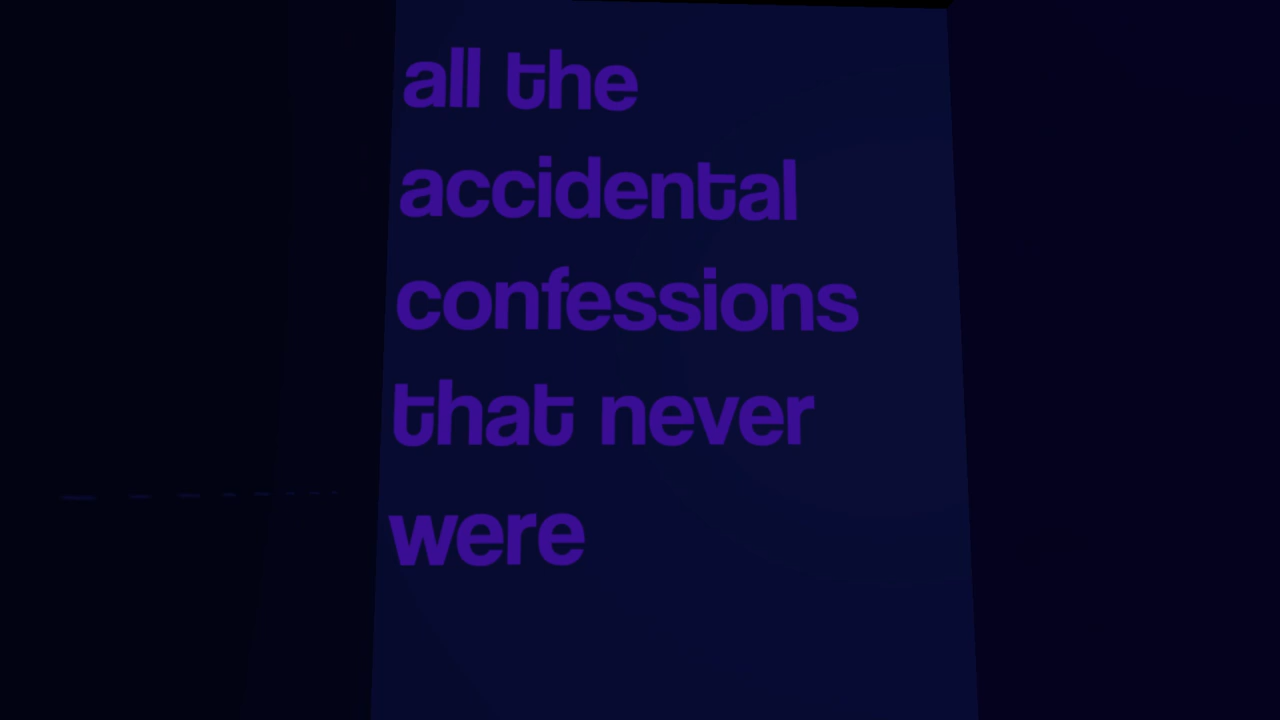 all the
accidental
confessions
that never
were